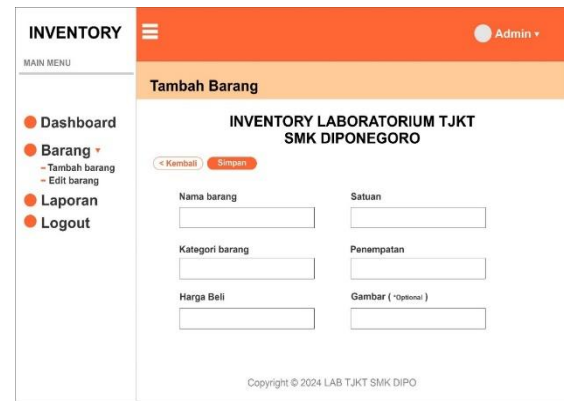 INVENTORY
Admin
MAIN MENU
Tambah Barang
Dashboard
Barang
- Tambah barang
- Edit barang
Laporan
Logout
INVENTORY LABORATORIUM TJKT
SMK DIPONEGORO
< Kembali Simpan
Nama barang Satuan
Kategori barang Penempatan
Harga Beli Gambar ( *Optional )
Copyright © 2024 LAB TJKT SMK DIPO